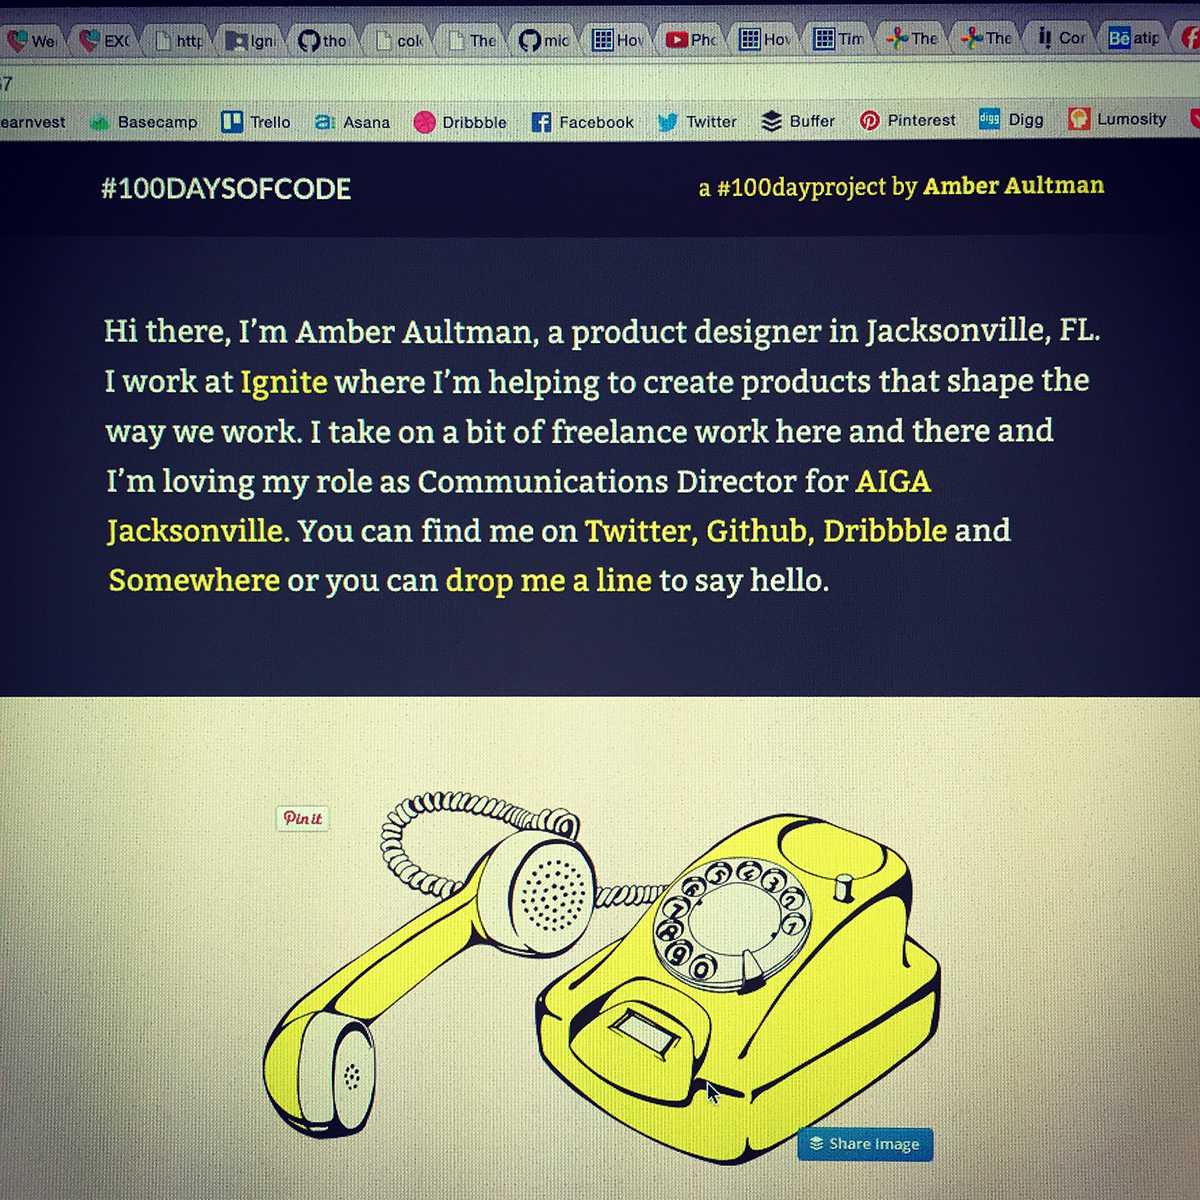 We EXC http Igni tho col The mic Hov Pho Hov Tim The The Cor Bē atip
37
earnvest Basecamp Trello a: Asana Dribbble Facebook Twitter Buffer Pinterest digg Digg Lumosity
#100DAYSOFCODE a #100dayproject by Amber Aultman
Hi there, I'm Amber Aultman, a product designer in Jacksonville, FL.
I work at Ignite where I'm helping to create products that shape the
way we work. I take on a bit of freelance work here and there and
I'm loving my role as Communications Director for AIGA
Jacksonville. You can find me on Twitter, Github, Dribbble and
Somewhere or you can drop me a line to say hello.
Pin it
1 2 3 4 5 6 7 8 9 0
Share Image